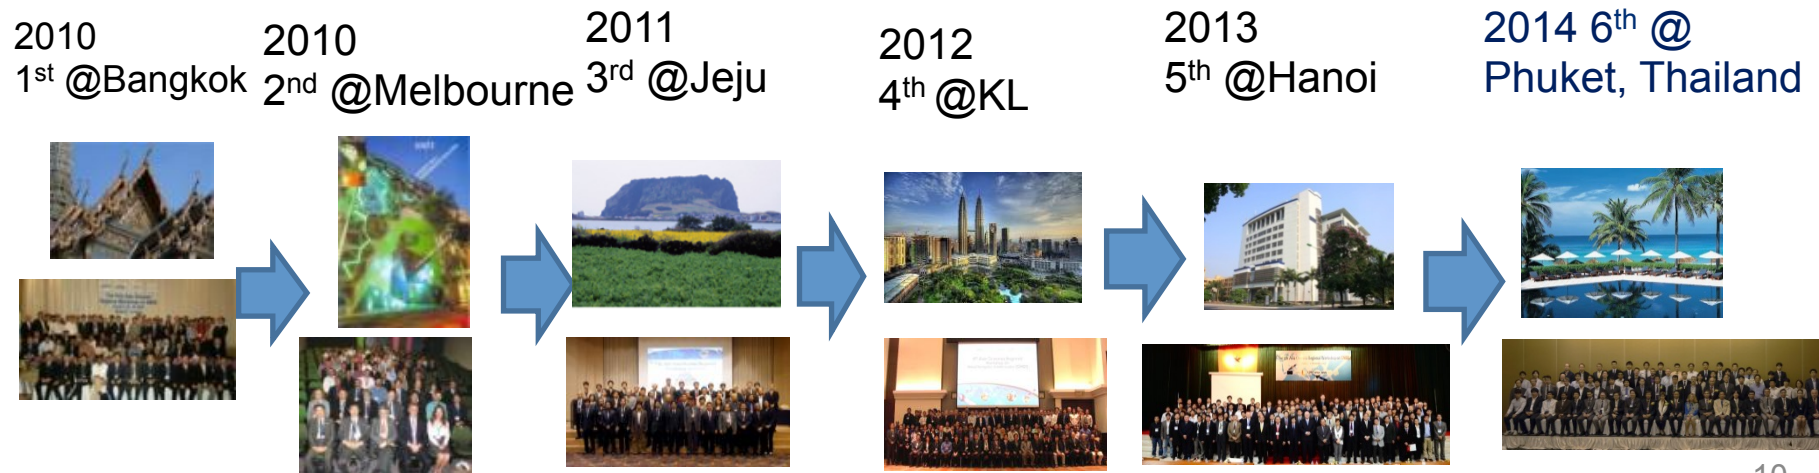 2010
1st @Bangkok
2010
2nd @Melbourne
2011
3rd @Jeju
2012
4th @KL
2013
5th @Hanoi
2014 6th @
Phuket, Thailand